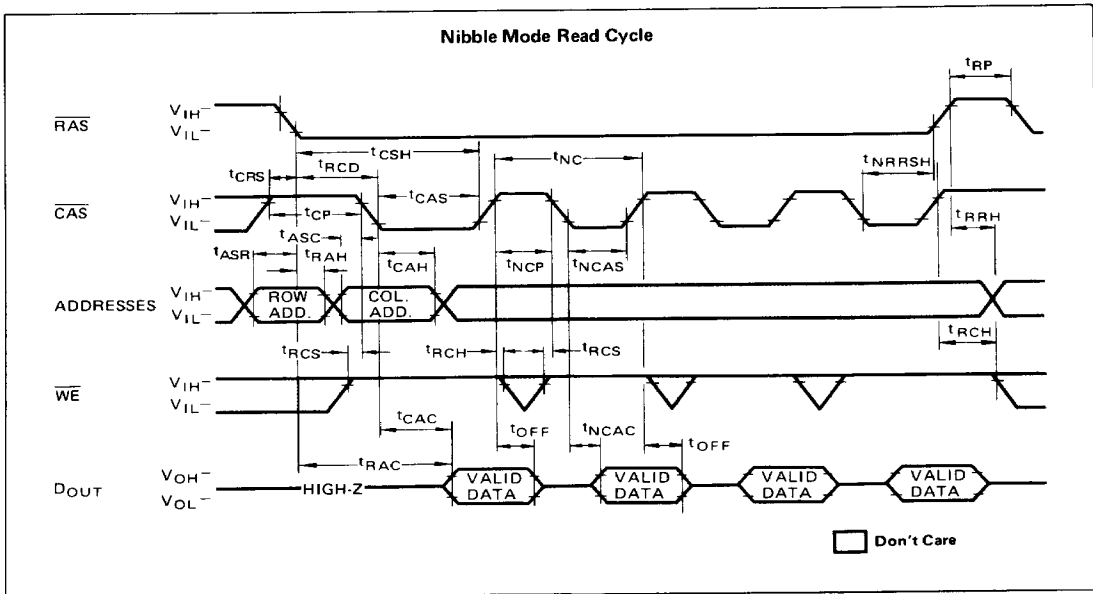 Nibble Mode Read Cycle
tRP
RAS
VIH–
VIL–
tCSH
tNC
tNRRSH
tCRS
tRCD
CAS
VIH–
VIL–
tCP
tCAS
tRRH
tASC
tASR
tRAH
tCAH
tNCP
tNCAS
ADDRESSES
VIH–
VIL–
ROW
ADD.
COL.
ADD.
tRCS
tRCH
tRCS
tRCH
WE
VIH–
VIL–
tCAC
tOFF
tNCAC
tOFF
tRAC
DOUT
VOH–
VOL–
HIGH-Z
VALID
DATA
VALID
DATA
VALID
DATA
VALID
DATA
Don't Care